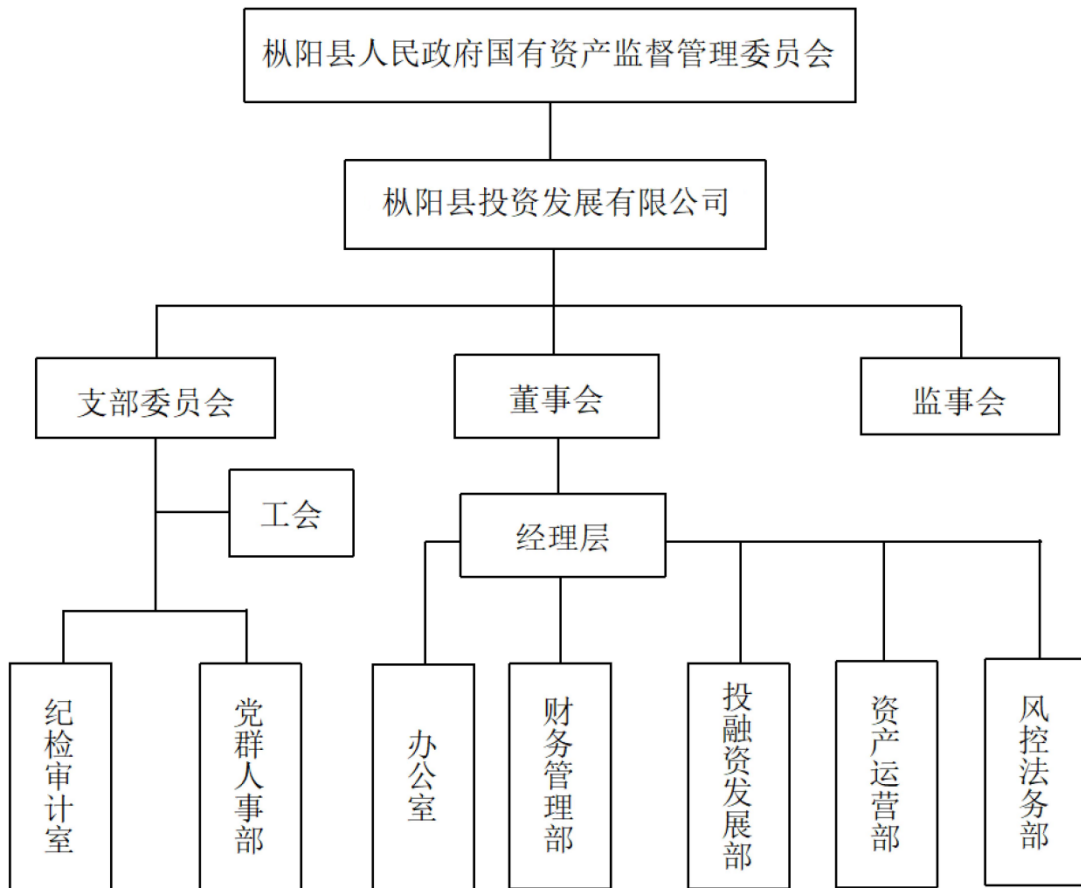 枞阳县人民政府国有资产监督管理委员会
枞阳县投资发展有限公司
支部委员会
董事会
监事会
工会
经理层
纪检审计室
党群人事部
办公室
财务管理部
投融资发展部
资产运营部
风控法务部